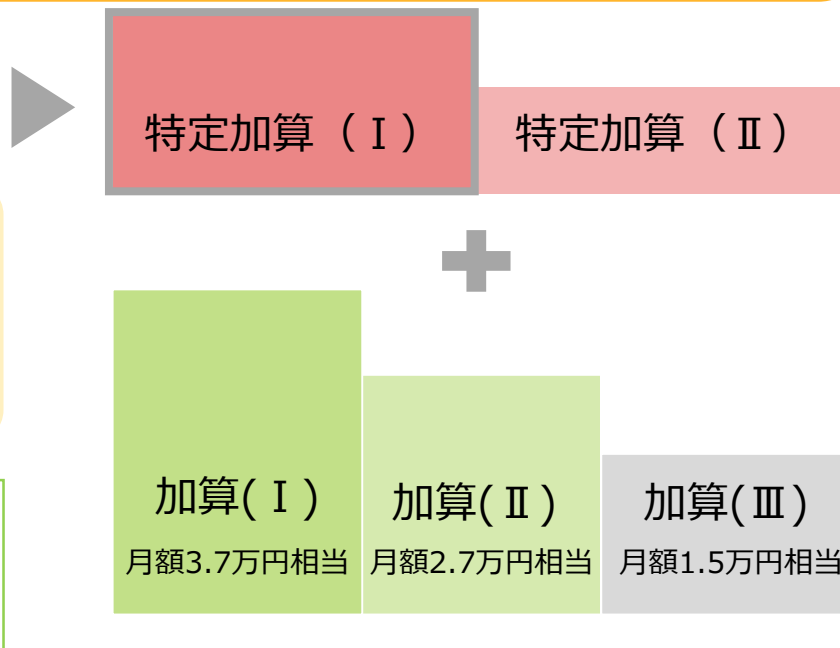 特定加算（Ⅰ）
特定加算（Ⅱ）
加算(Ⅰ)
月額3.7万円相当
加算(Ⅱ)
月額2.7万円相当
加算(Ⅲ)
月額1.5万円相当